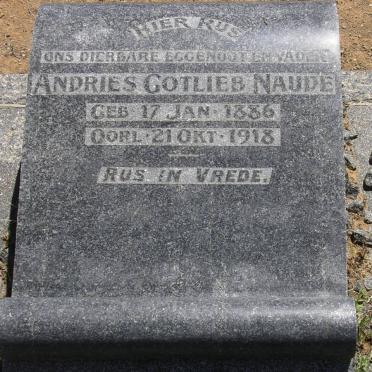 HIER RUS
ONS DIERBARE EGGENOOT EN VADER
ANDRIES GOTLIEB NAUDE
GEB 17 JAN. 1886
OORL. 21 OKT. 1918
RUS IN VREDE.